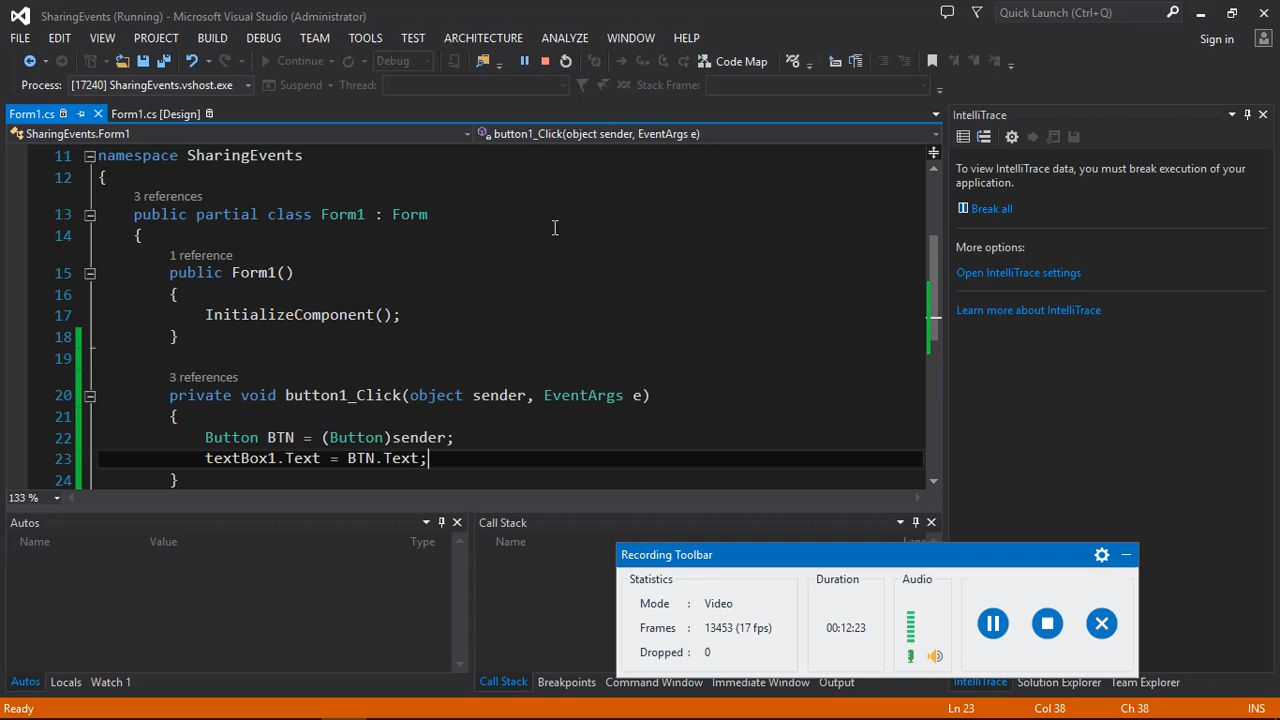 SharingEvents (Running) - Microsoft Visual Studio (Administrator)
Quick Launch (Ctrl+Q)
FILE EDIT VIEW PROJECT BUILD DEBUG TEAM TOOLS TEST ARCHITECTURE ANALYZE WINDOW HELP
Sign in
Continue Debug Code Map
Process: [17240] SharingEvents.vshost.exe Suspend Thread: Stack Frame:
Form1.cs Form1.cs [Design]
SharingEvents.Form1 button1_Click(object sender, EventArgs e)
11 namespace SharingEvents
12 {
3 references
13 public partial class Form1 : Form
14 {
1 reference
15 public Form1()
16 {
17 InitializeComponent();
18 }
19
3 references
20 private void button1_Click(object sender, EventArgs e)
21 {
22 Button BTN = (Button)sender;
23 textBox1.Text = BTN.Text;
24 }
133 %
IntelliTrace
To view IntelliTrace data, you must break execution of your
application.
Break all
More options:
Open IntelliTrace settings
Learn more about IntelliTrace
Autos
Name Value Type
Call Stack
Name
Recording Toolbar
Statistics
Mode : Video
Frames : 13453 (17 fps)
Dropped : 0
Duration
00:12:23
Audio
Autos Locals Watch 1
Call Stack Breakpoints Command Window Immediate Window Output
IntelliTrace Solution Explorer Team Explorer
Ready Ln 23 Col 38 Ch 38 INS